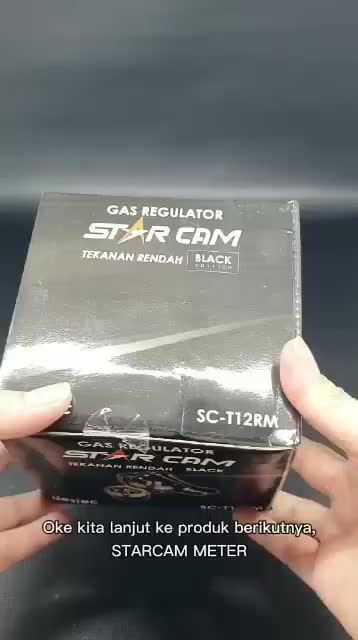 GAS REGULATOR
STAR CAM
TEKANAN RENDAH BLACK
EDITION
SC-T12RM
GAS REGULATOR
STAR CAM
TEKANAN RENDAH BLACK
Oke kita lanjut ke produk berikutnya,
STARCAM METER